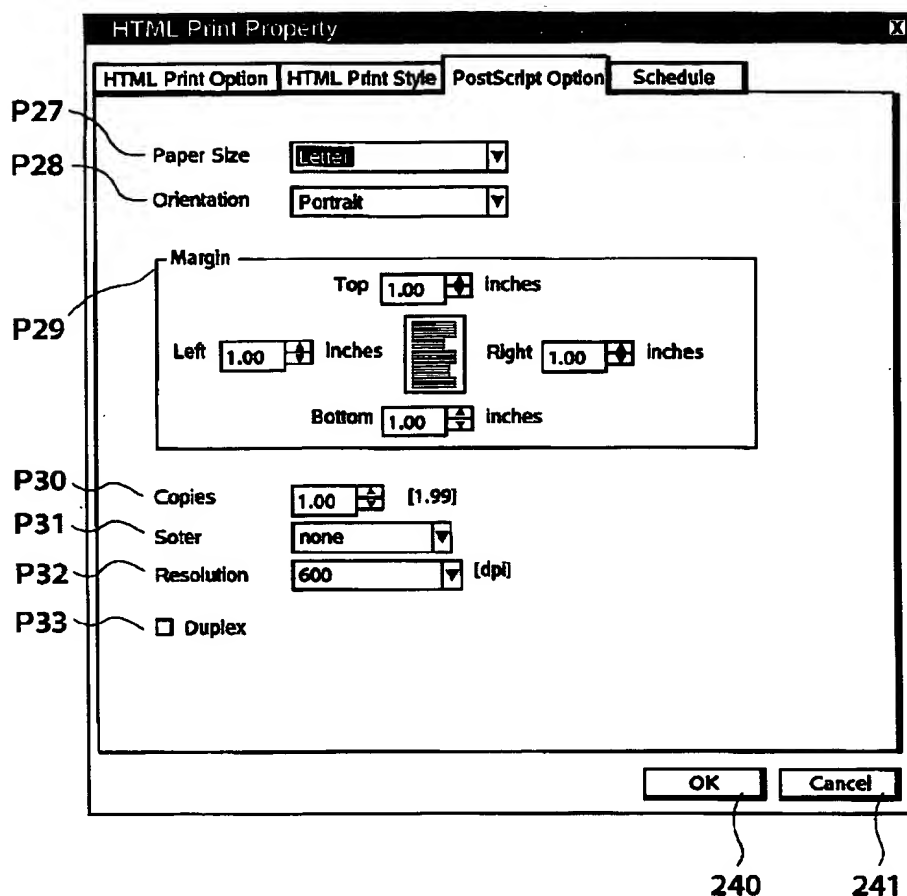 HTML Print Property X
HTML Print Option HTML Print Style PostScript Option Schedule
P27
Paper Size Letter
P28
Orientation Portrait
P29
Margin
Top 1.00 inches
Left 1.00 inches Right 1.00 inches
Bottom 1.00 inches
P30
Copies 1.00 [1.99]
P31
Soter none
P32
Resolution 600 [dpi]
P33
Duplex
OK Cancel
240 241